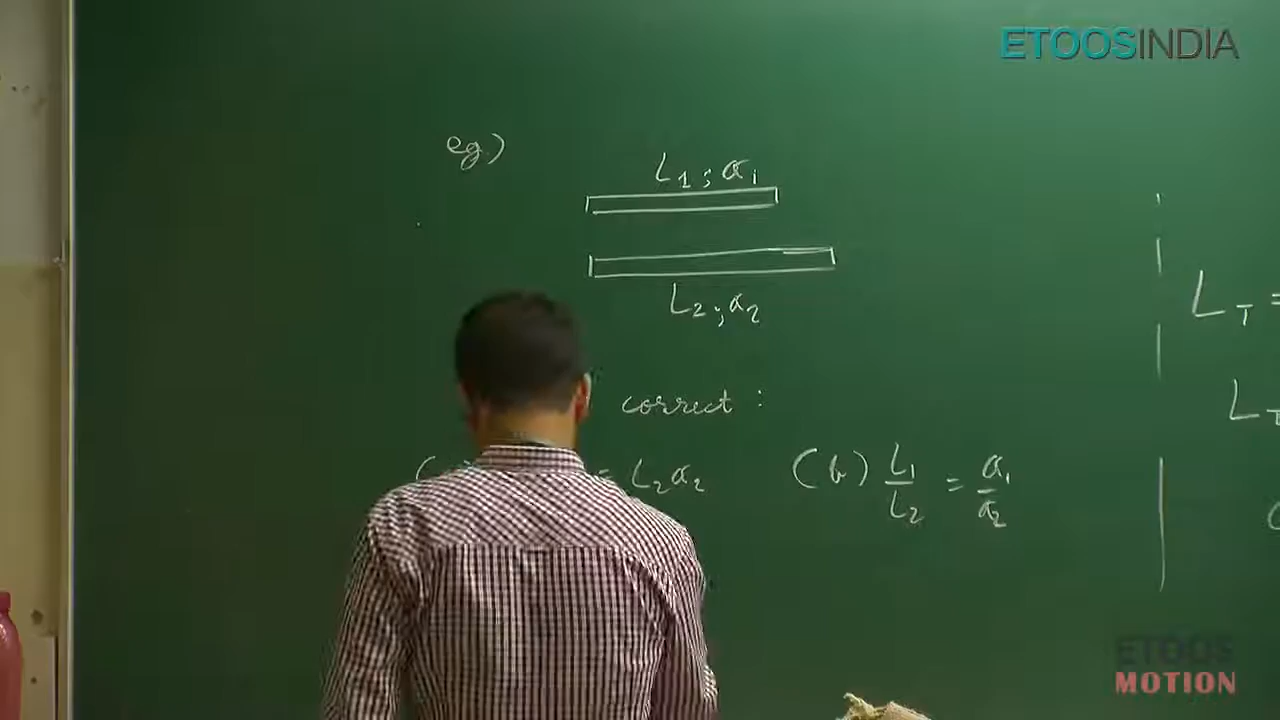 ETOOSINDIA
eg.)
L₁ ; α₁
L₂ ; α₂
correct :
= L₂α₂ (b) L₁/L₂ = α₁/α₂
L_T =
L
ETOOS
MOTION